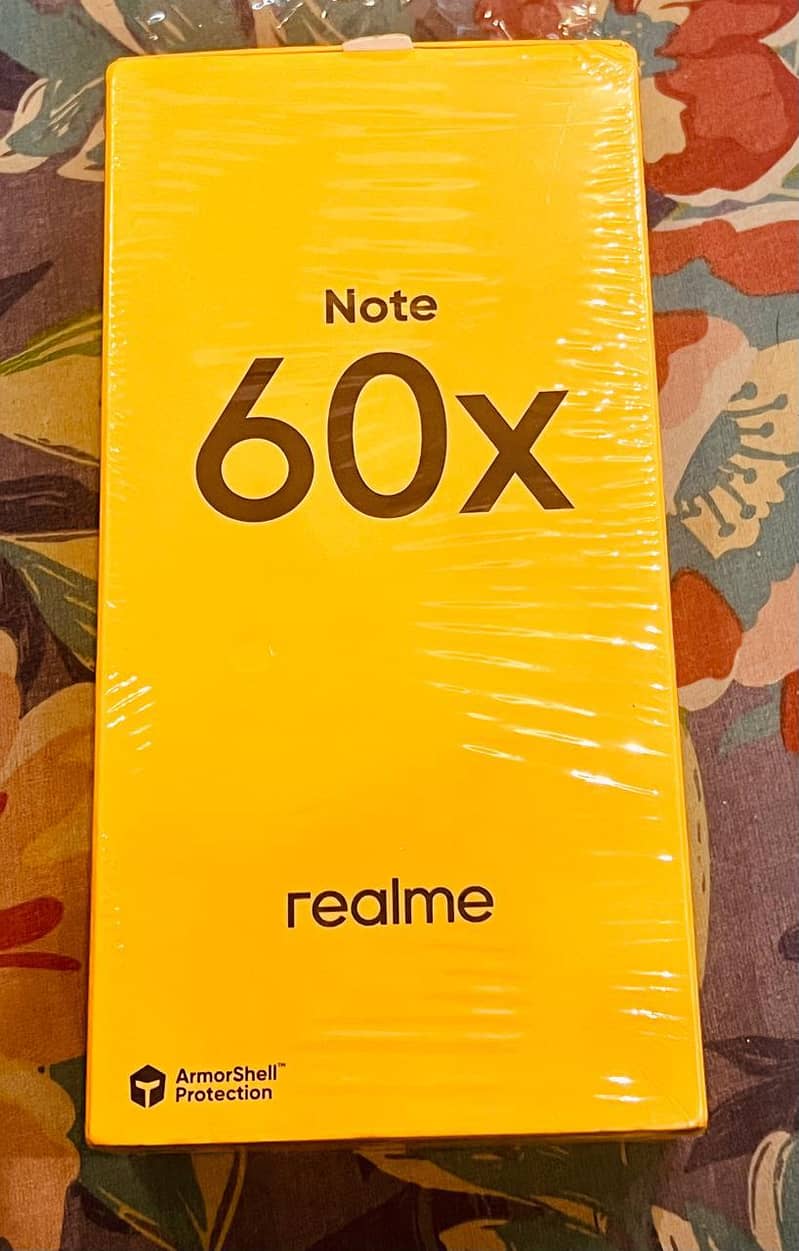 Note
60x
realme
ArmorShell™
Protection